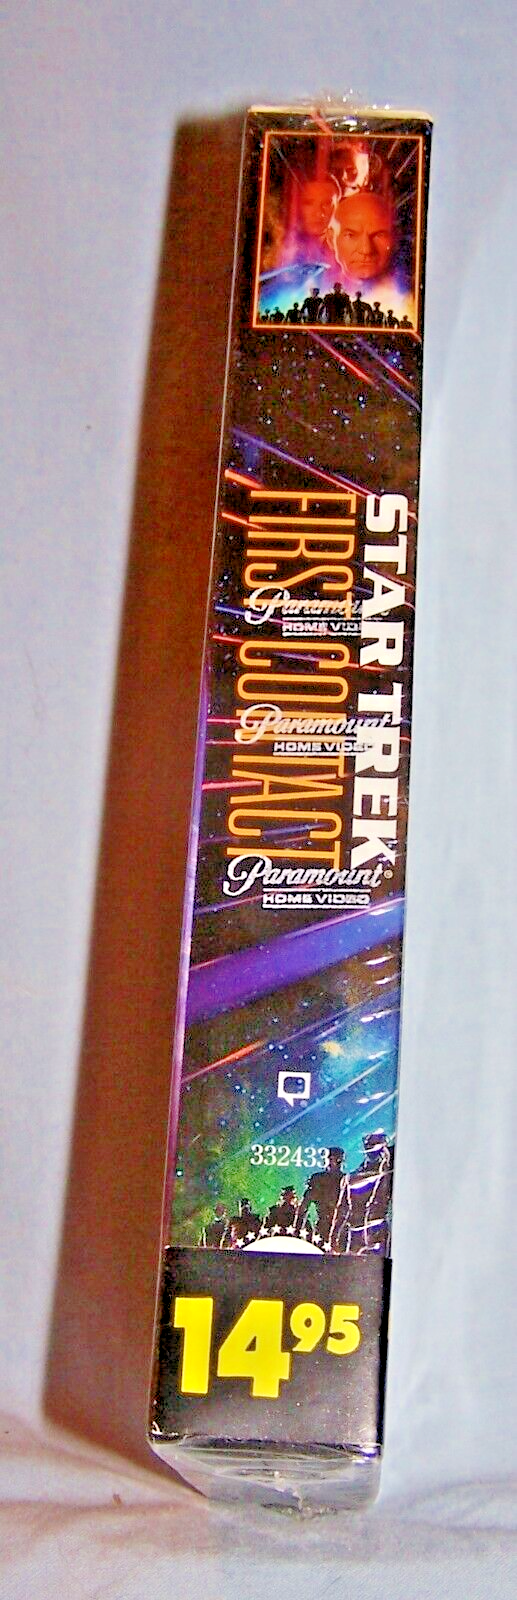 STAR TREK
FIRST CONTACT
Paramount
HOME VIDEO
Paramount
HOME VIDEO
Paramount
HOME VIDEO
332433
14.95